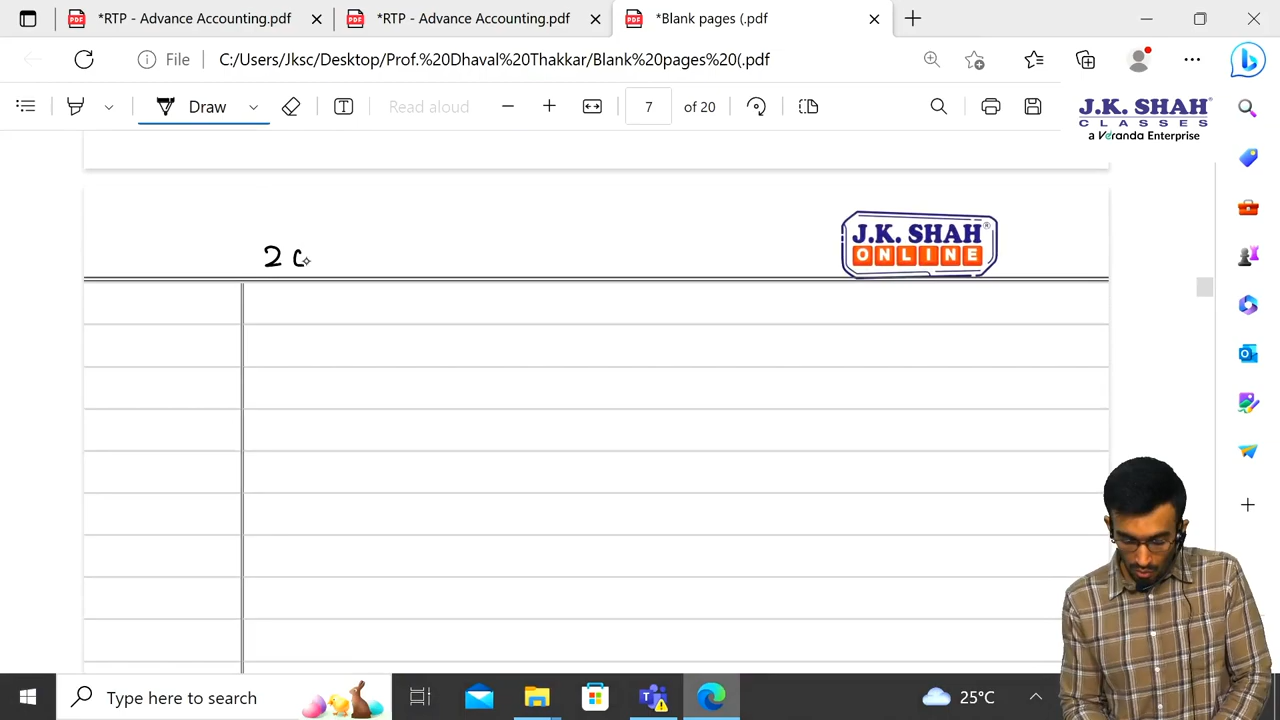 *RTP - Advance Accounting.pdf
*RTP - Advance Accounting.pdf
*Blank pages (.pdf
File
C:/Users/Jksc/Desktop/Prof.%20Dhaval%20Thakkar/Blank%20pages%20(.pdf
Draw
Read aloud
7
of 20
J.K. SHAH®
CLASSES
a Veranda Enterprise
2 C
J.K. SHAH®
ONLINE
Type here to search
25°C